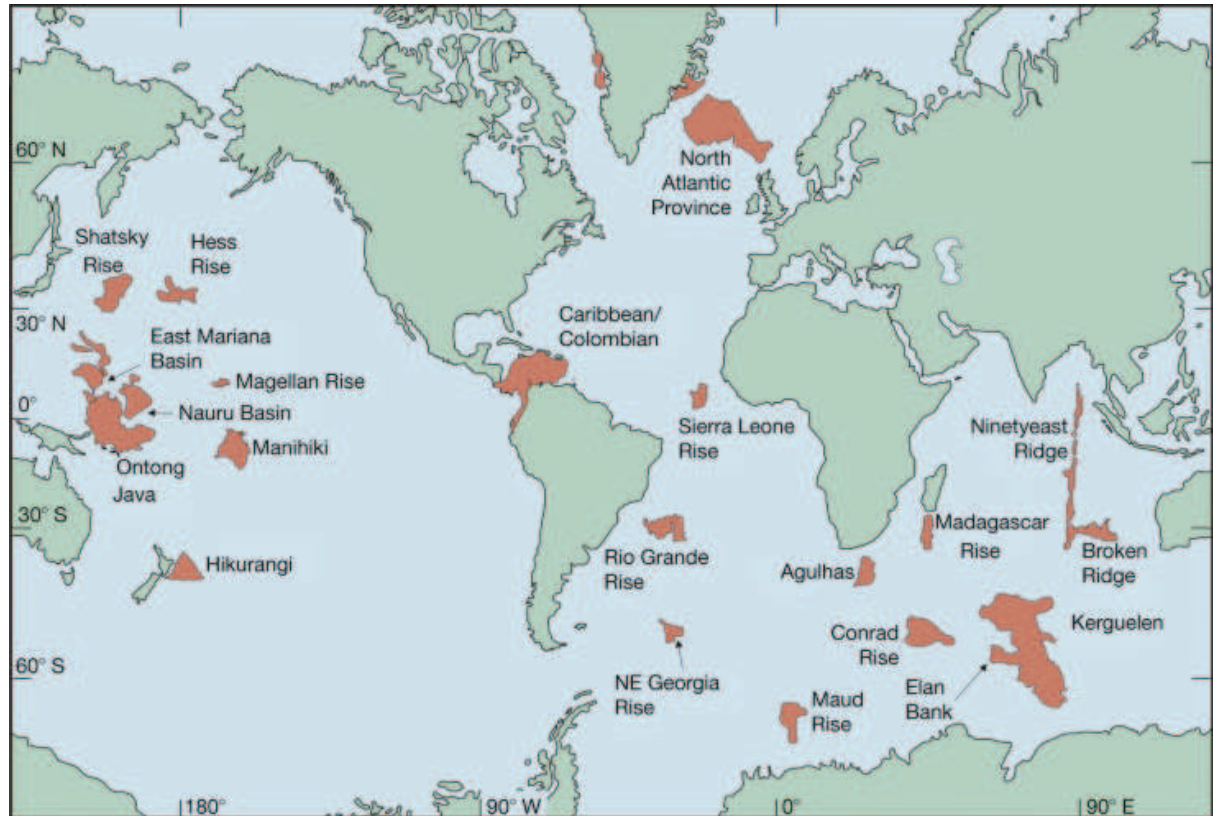 60° N
North
Atlantic
Province
Shatsky
Rise
Hess
Rise
30° N
East Mariana
Basin
Caribbean/
Colombian
Magellan Rise
0°
Nauru Basin
Manihiki
Ontong
Java
Sierra Leone
Rise
Ninetyeast
Ridge
30° S
Hikurangi
Rio Grande
Rise
Agulhas
Madagascar
Rise
Broken
Ridge
Conrad
Rise
Kerguelen
60° S
NE Georgia
Rise
Maud
Rise
Elan
Bank
180°
90° W
0°
90° E